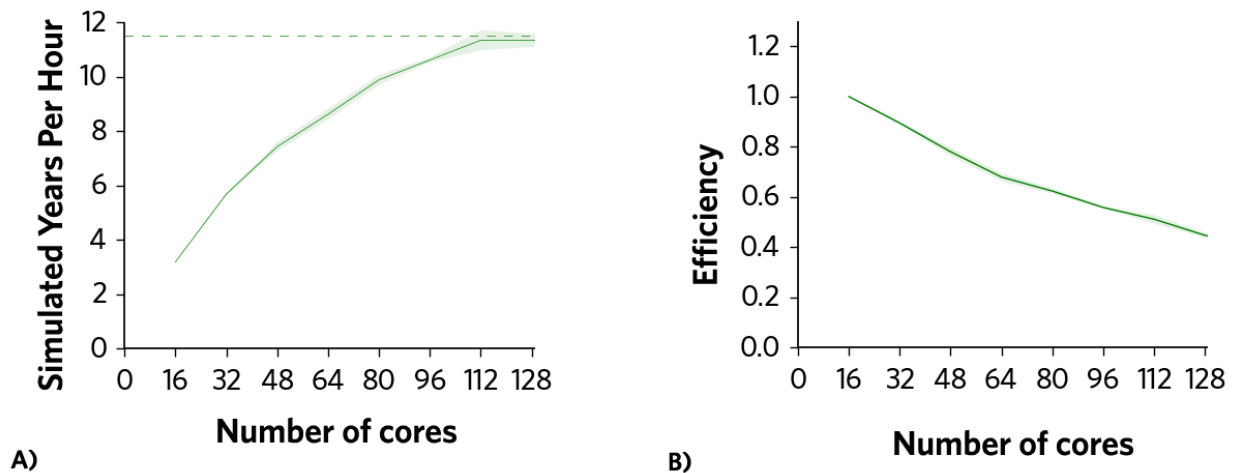 Simulated Years Per Hour
12
10
8
6
4
2
0
0 16 32 48 64 80 96 112 128
Number of cores
A)
Efficiency
1.2
1.0
0.8
0.6
0.4
0.2
0.0
0 16 32 48 64 80 96 112 128
Number of cores
B)